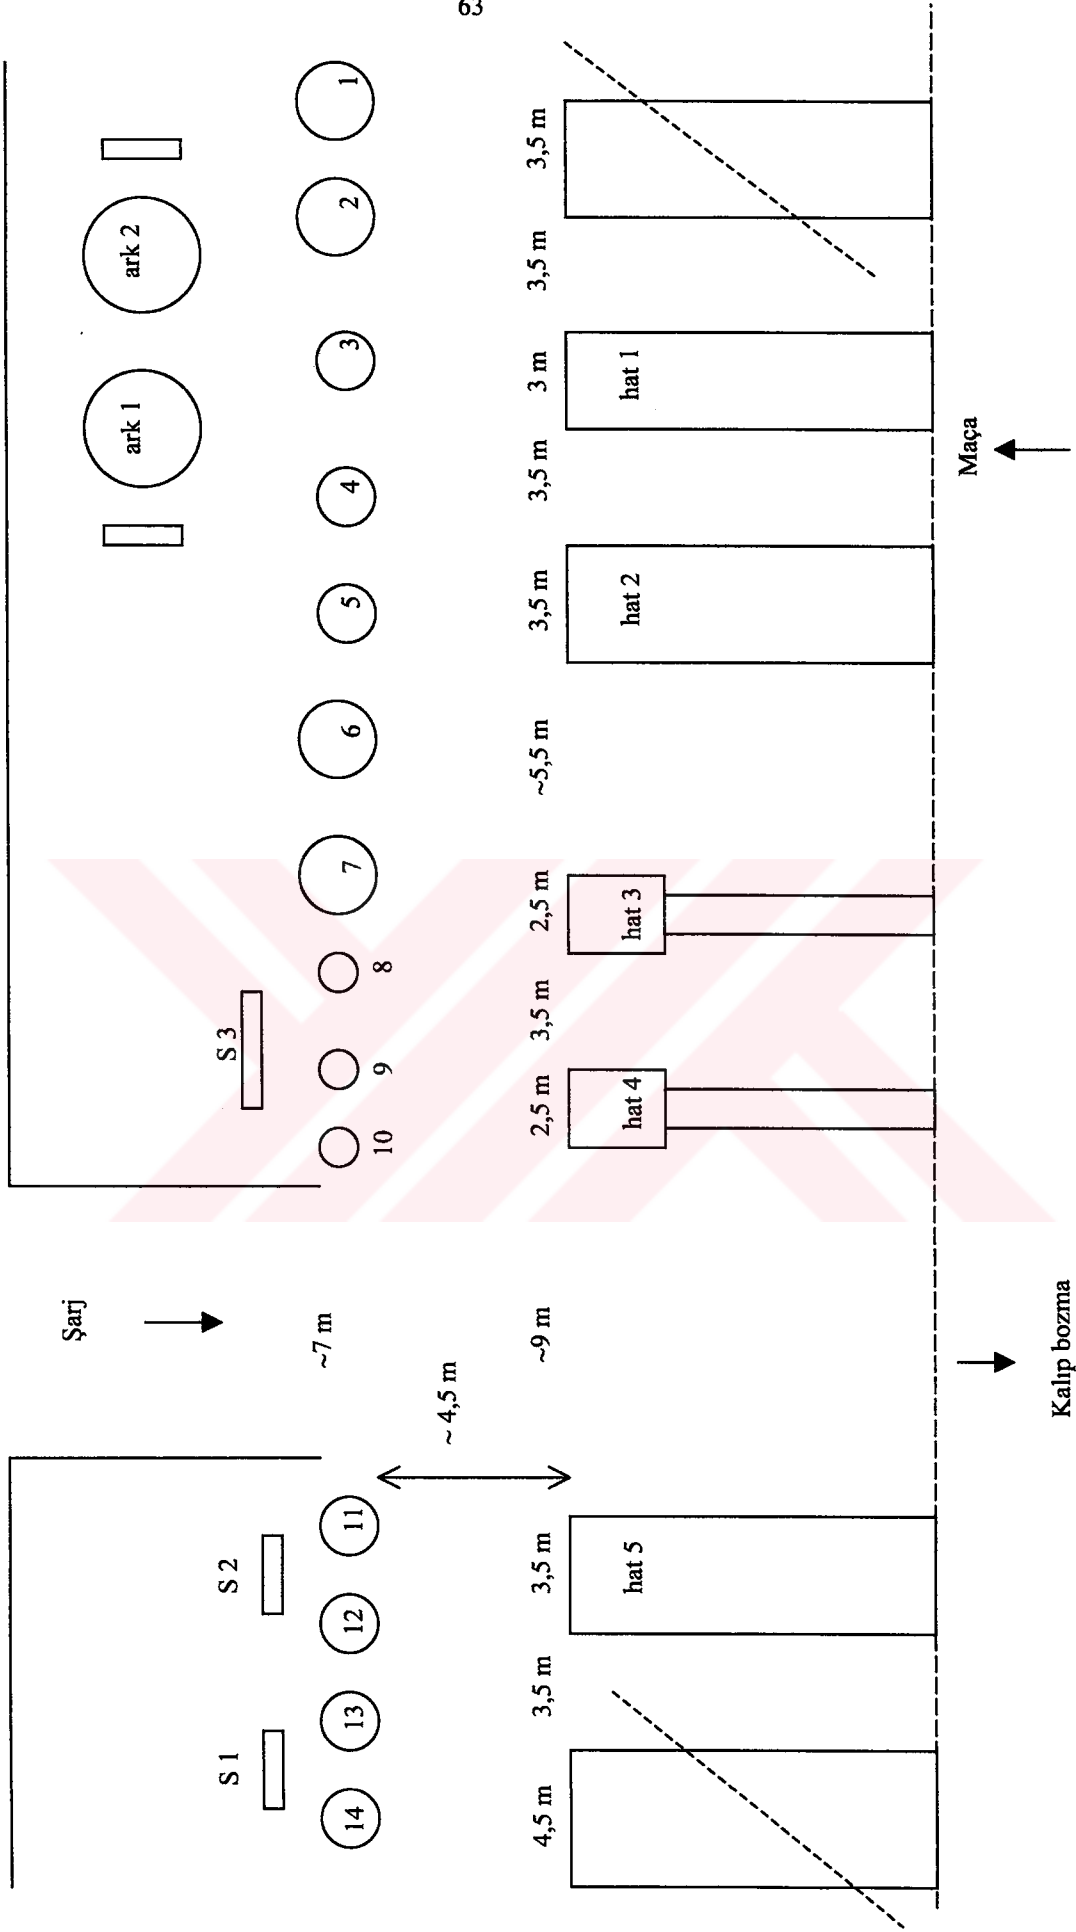 63
Şarj
S 1
S 2
S 3
ark 1
ark 2
14
13
12
11
~7 m
10
9
8
7
6
5
4
3
2
1
~ 4,5 m
4,5 m
3,5 m
3,5 m
~9 m
2,5 m
3,5 m
2,5 m
~5,5 m
3,5 m
3,5 m
3 m
3,5 m
3,5 m
hat 5
hat 4
hat 3
hat 2
hat 1
Kalıp bozma
Maça